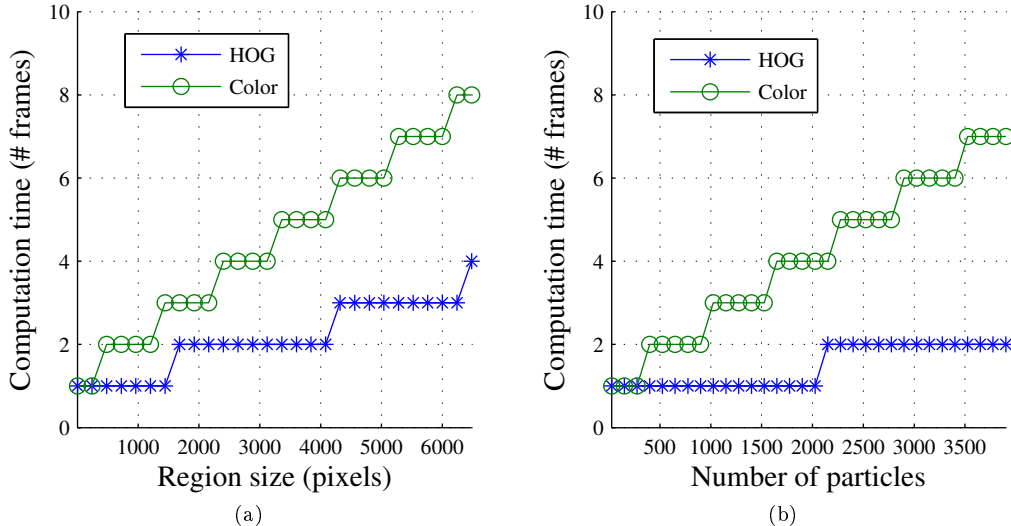 10
8
6
4
2
0
Computation time (# frames)
HOG
Color
1000 2000 3000 4000 5000 6000
Region size (pixels)
(a)
10
8
6
4
2
0
Computation time (# frames)
HOG
Color
500 1000 1500 2000 2500 3000 3500
Number of particles
(b)